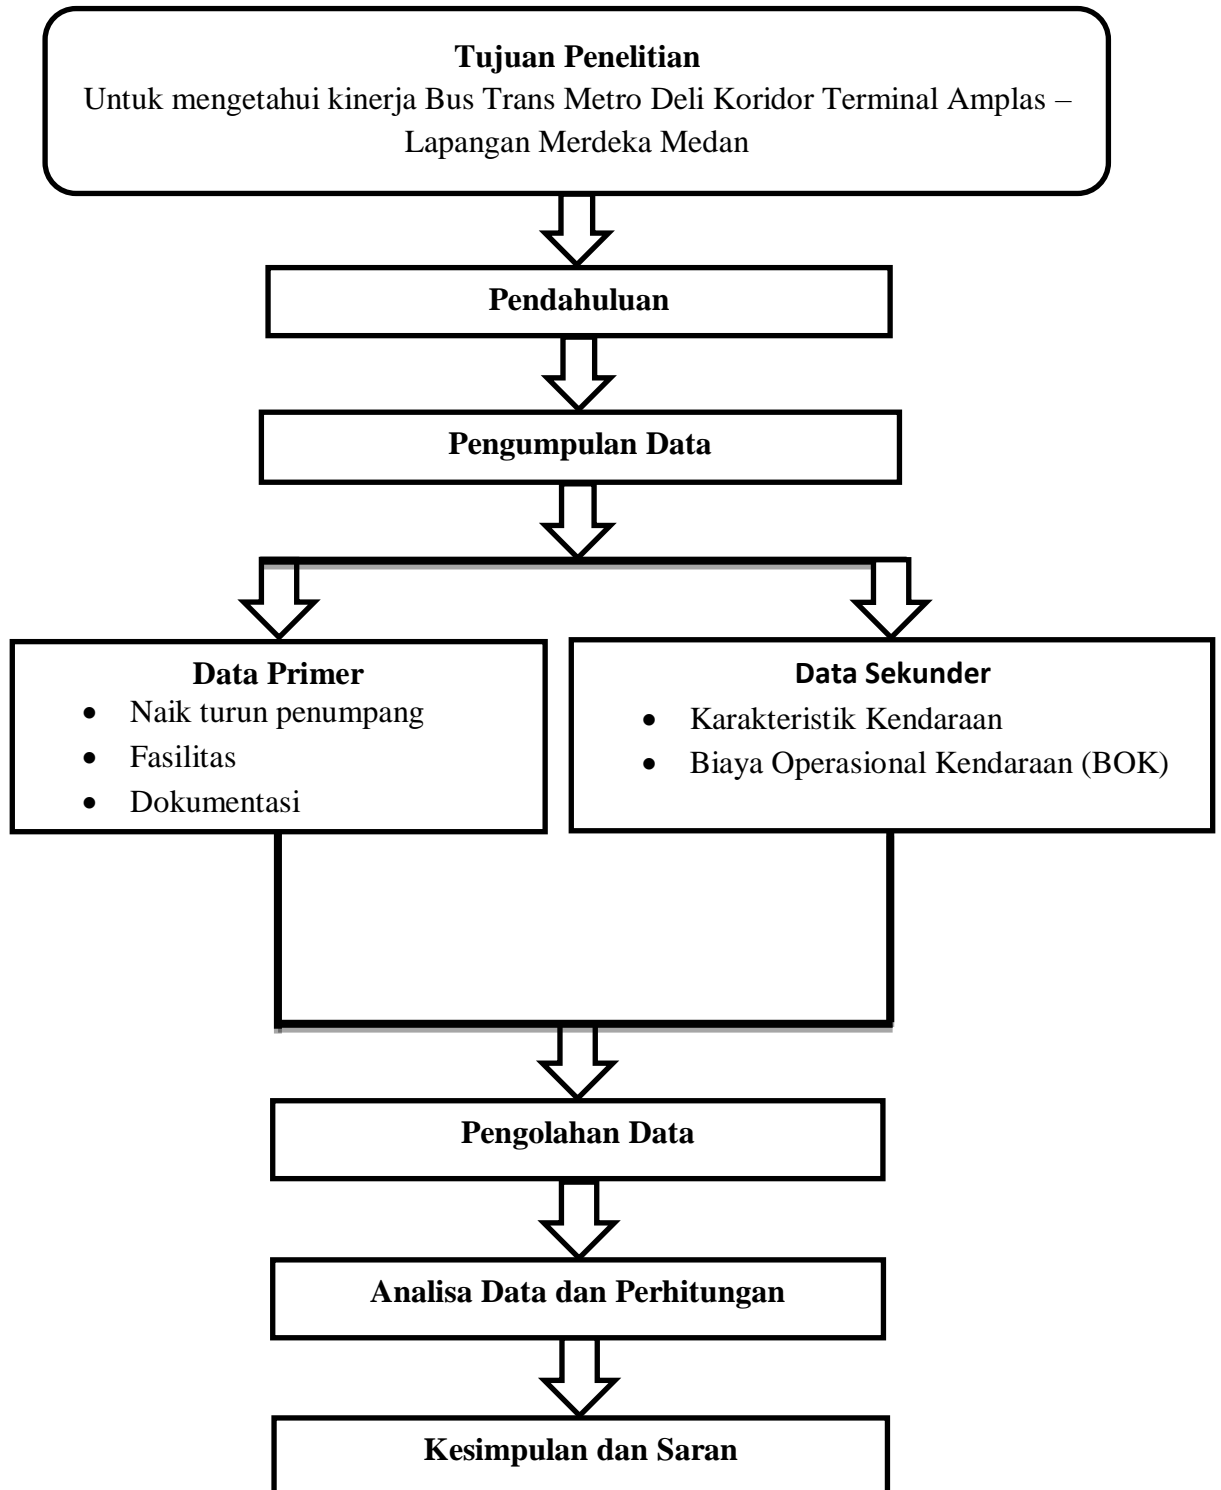 Tujuan Penelitian
Untuk mengetahui kinerja Bus Trans Metro Deli Koridor Terminal Amplas –
Lapangan Merdeka Medan
Pendahuluan
Pengumpulan Data
Data Primer
• Naik turun penumpang
• Fasilitas
• Dokumentasi
Data Sekunder
• Karakteristik Kendaraan
• Biaya Operasional Kendaraan (BOK)
Pengolahan Data
Analisa Data dan Perhitungan
Kesimpulan dan Saran